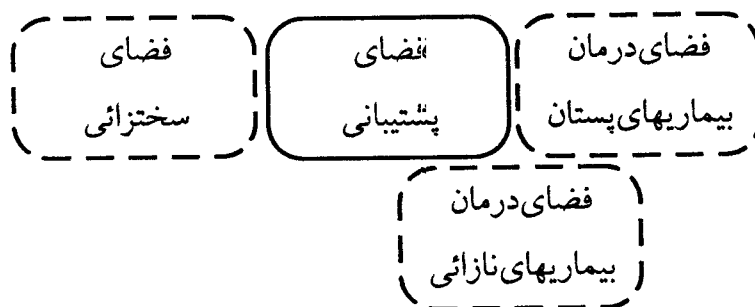 فضای درمان
بیماریهای پستان
فضای
پشتیبانی
فضای
سختزائی
فضای درمان
بیماریهای نازائی